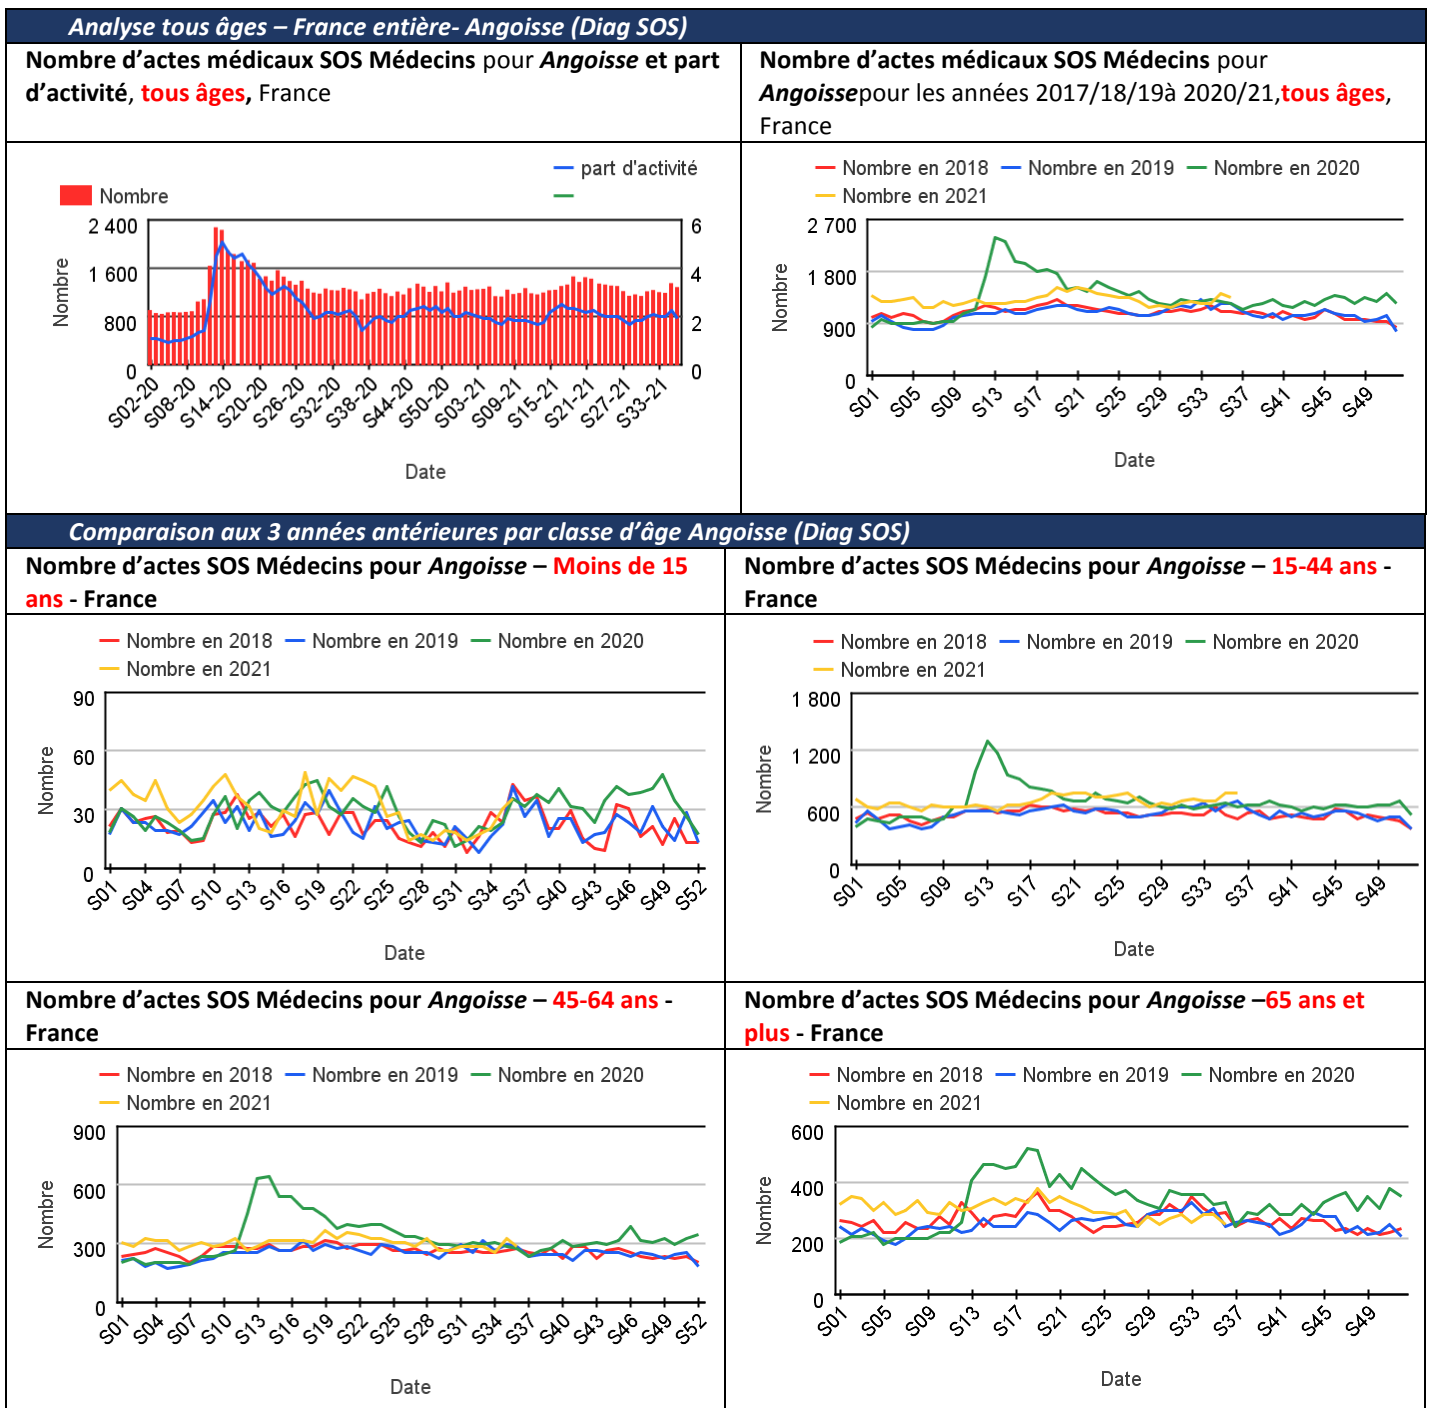 Analyse tous âges – France entière- Angoisse (Diag SOS)
Nombre d’actes médicaux SOS Médecins pour Angoisse et part
d’activité, tous âges, France
Nombre d’actes médicaux SOS Médecins pour
Angoissepour les années 2017/18/19à 2020/21,tous âges,
France
part d'activité
Nombre
2 400
1 600
800
0
6
4
2
0
Nombre
S02-20 S08-20 S14-20 S20-20 S26-20 S32-20 S38-20 S44-20 S50-20 S03-21 S09-21 S15-21 S21-21 S27-21 S33-21
Date
Nombre en 2018 Nombre en 2019 Nombre en 2020
Nombre en 2021
2 700
1 800
900
0
Nombre
S01 S05 S09 S13 S17 S21 S25 S29 S33 S37 S41 S45 S49
Date
Comparaison aux 3 années antérieures par classe d’âge Angoisse (Diag SOS)
Nombre d’actes SOS Médecins pour Angoisse – Moins de 15
ans - France
Nombre d’actes SOS Médecins pour Angoisse – 15-44 ans -
France
Nombre en 2018 Nombre en 2019 Nombre en 2020
Nombre en 2021
90
60
30
0
Nombre
S01 S04 S07 S10 S13 S16 S19 S22 S25 S28 S31 S34 S37 S40 S43 S46 S49 S52
Date
Nombre en 2018 Nombre en 2019 Nombre en 2020
Nombre en 2021
1 800
1 200
600
0
Nombre
S01 S05 S09 S13 S17 S21 S25 S29 S33 S37 S41 S45 S49
Date
Nombre d’actes SOS Médecins pour Angoisse – 45-64 ans -
France
Nombre d’actes SOS Médecins pour Angoisse –65 ans et
plus - France
Nombre en 2018 Nombre en 2019 Nombre en 2020
Nombre en 2021
900
600
300
0
Nombre
S01 S04 S07 S10 S13 S16 S19 S22 S25 S28 S31 S34 S37 S40 S43 S46 S49 S52
Date
Nombre en 2018 Nombre en 2019 Nombre en 2020
Nombre en 2021
600
400
200
0
Nombre
S01 S05 S09 S13 S17 S21 S25 S29 S33 S37 S41 S45 S49
Date